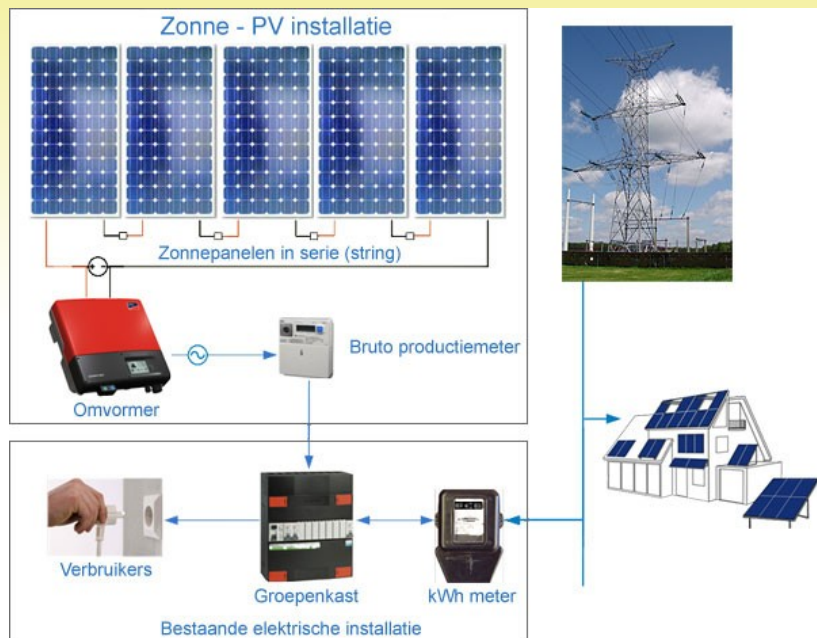 Zonne - PV installatie
Zonnepanelen in serie (string)
Bruto productiemeter
Omvormer
Verbruikers
Groepenkast
kWh meter
Bestaande elektrische installatie